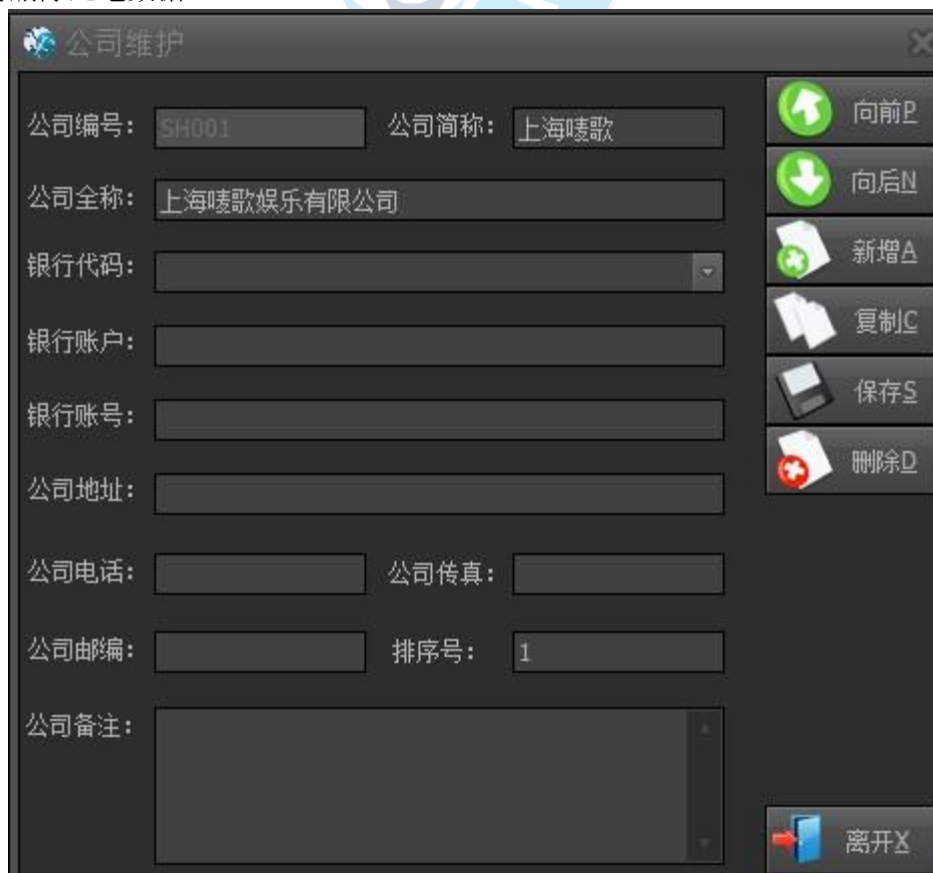 公司维护
公司编号： SH001 公司简称： 上海唛歌
公司全称： 上海唛歌娱乐有限公司
银行代码：
银行账户：
银行账号：
公司地址：
公司电话： 公司传真：
公司邮编： 排序号： 1
公司备注：
向前P
向后N
新增A
复制C
保存S
删除D
离开X